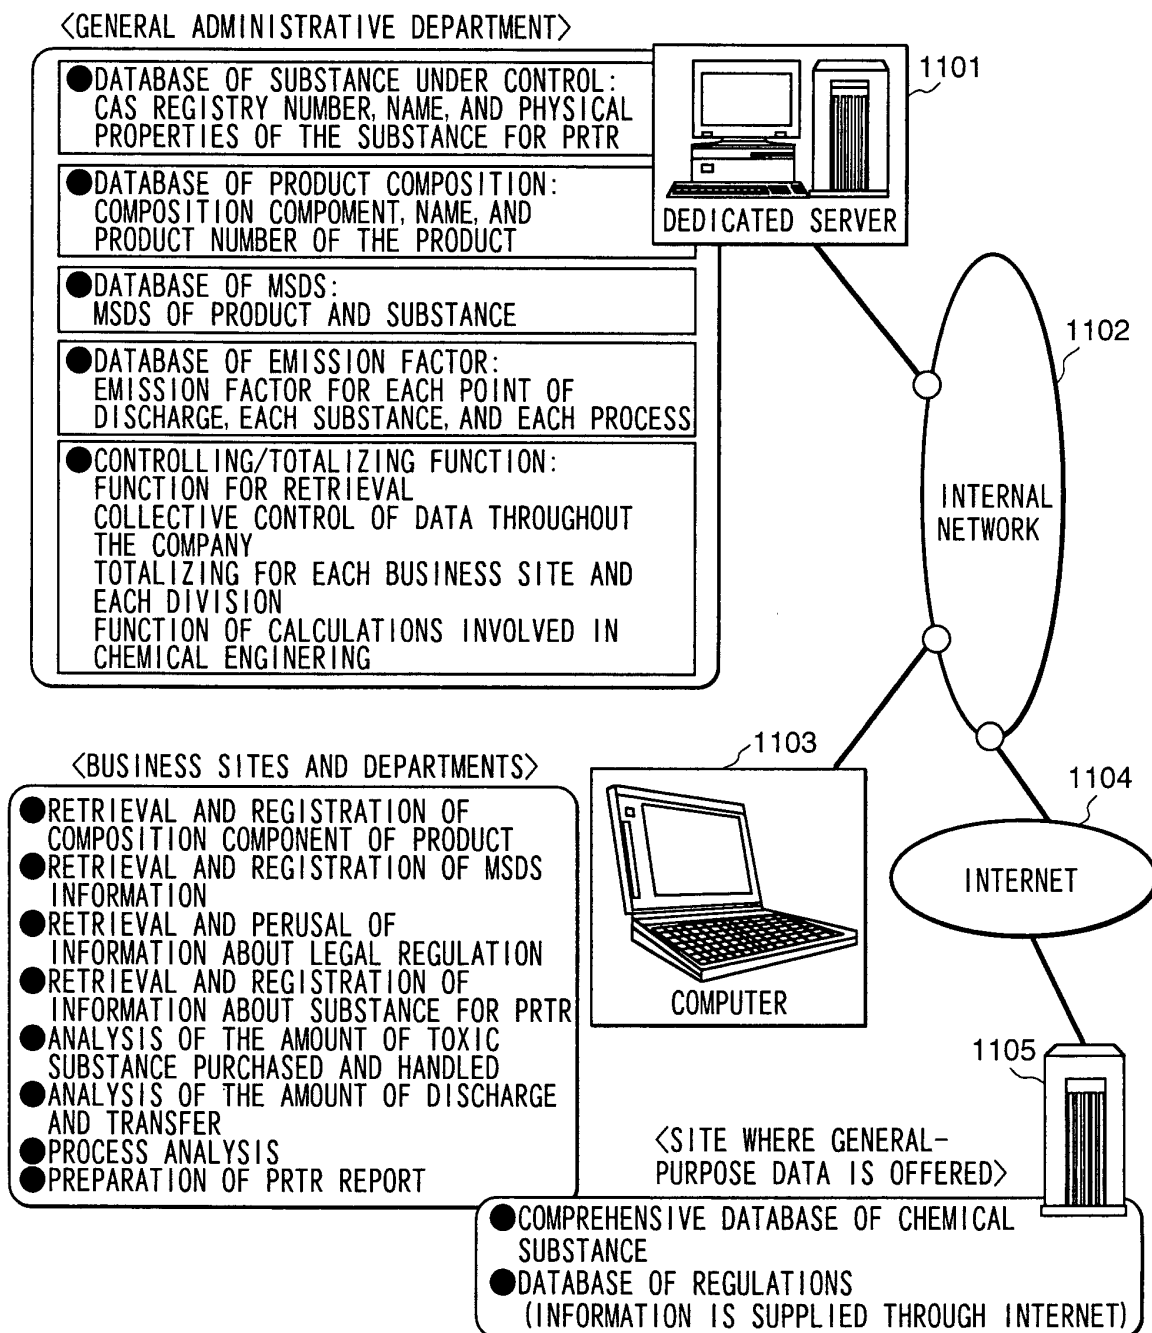 <GENERAL ADMINISTRATIVE DEPARTMENT>
●DATABASE OF SUBSTANCE UNDER CONTROL:
CAS REGISTRY NUMBER, NAME, AND PHYSICAL
PROPERTIES OF THE SUBSTANCE FOR PRTR
●DATABASE OF PRODUCT COMPOSITION:
COMPOSITION COMPOMENT, NAME, AND
PRODUCT NUMBER OF THE PRODUCT
●DATABASE OF MSDS:
MSDS OF PRODUCT AND SUBSTANCE
●DATABASE OF EMISSION FACTOR:
EMISSION FACTOR FOR EACH POINT OF
DISCHARGE, EACH SUBSTANCE, AND EACH PROCESS
●CONTROLLING/TOTALIZING FUNCTION:
FUNCTION FOR RETRIEVAL
COLLECTIVE CONTROL OF DATA THROUGHOUT
THE COMPANY
TOTALIZING FOR EACH BUSINESS SITE AND
EACH DIVISION
FUNCTION OF CALCULATIONS INVOLVED IN
CHEMICAL ENGINERING
1101
DEDICATED SERVER
1102
INTERNAL
NETWORK
<BUSINESS SITES AND DEPARTMENTS>
●RETRIEVAL AND REGISTRATION OF
COMPOSITION COMPONENT OF PRODUCT
●RETRIEVAL AND REGISTRATION OF MSDS
INFORMATION
●RETRIEVAL AND PERUSAL OF
INFORMATION ABOUT LEGAL REGULATION
●RETRIEVAL AND REGISTRATION OF
INFORMATION ABOUT SUBSTANCE FOR PRTR
●ANALYSIS OF THE AMOUNT OF TOXIC
SUBSTANCE PURCHASED AND HANDLED
●ANALYSIS OF THE AMOUNT OF DISCHARGE
AND TRANSFER
●PROCESS ANALYSIS
●PREPARATION OF PRTR REPORT
1103
COMPUTER
1104
INTERNET
1105
<SITE WHERE GENERAL-
PURPOSE DATA IS OFFERED>
●COMPREHENSIVE DATABASE OF CHEMICAL
SUBSTANCE
●DATABASE OF REGULATIONS
(INFORMATION IS SUPPLIED THROUGH INTERNET)